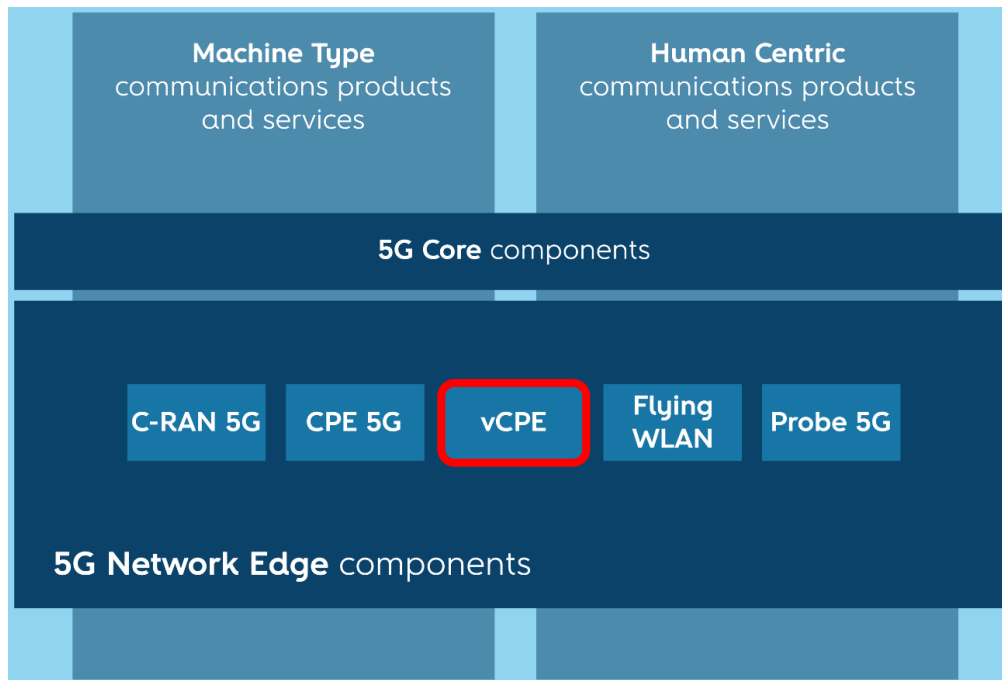 Machine Type
communications products
and services
Human Centric
communications products
and services
5G Core components
C-RAN 5G
CPE 5G
vCPE
Flying
WLAN
Probe 5G
5G Network Edge components